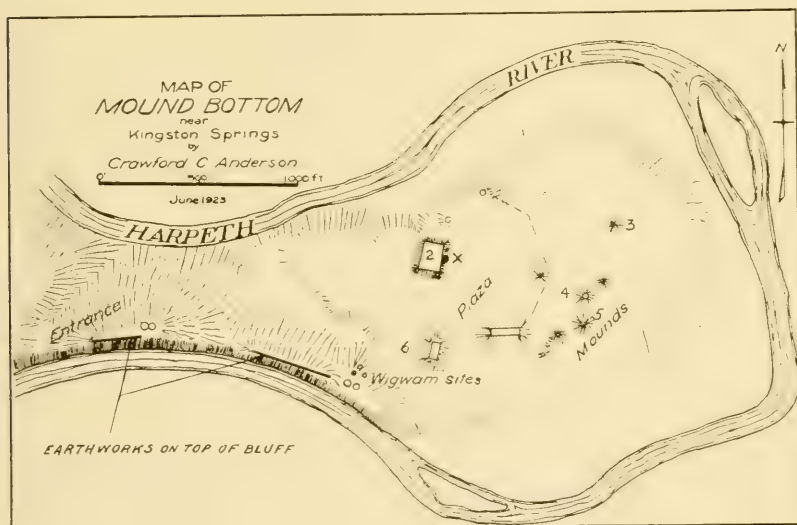 MAP OF
MOUND BOTTOM
near
Kingston Springs
by
Crawford C Anderson
0' 500 1000 ft
June 1923
N
HARPETH
RIVER
Entrance
2
X
3
Plaza
4
5
Mounds
6
Wigwam sites
EARTHWORKS ON TOP OF BLUFF